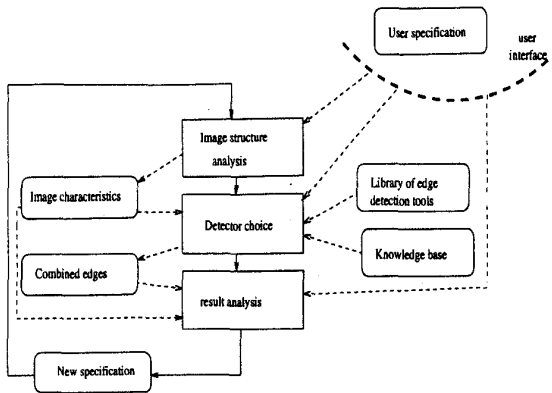 User specification
user
interface
Image structure
analysis
Image characteristics
Library of edge
detection tools
Detector choice
Combined edges
Knowledge base
result analysis
New specification